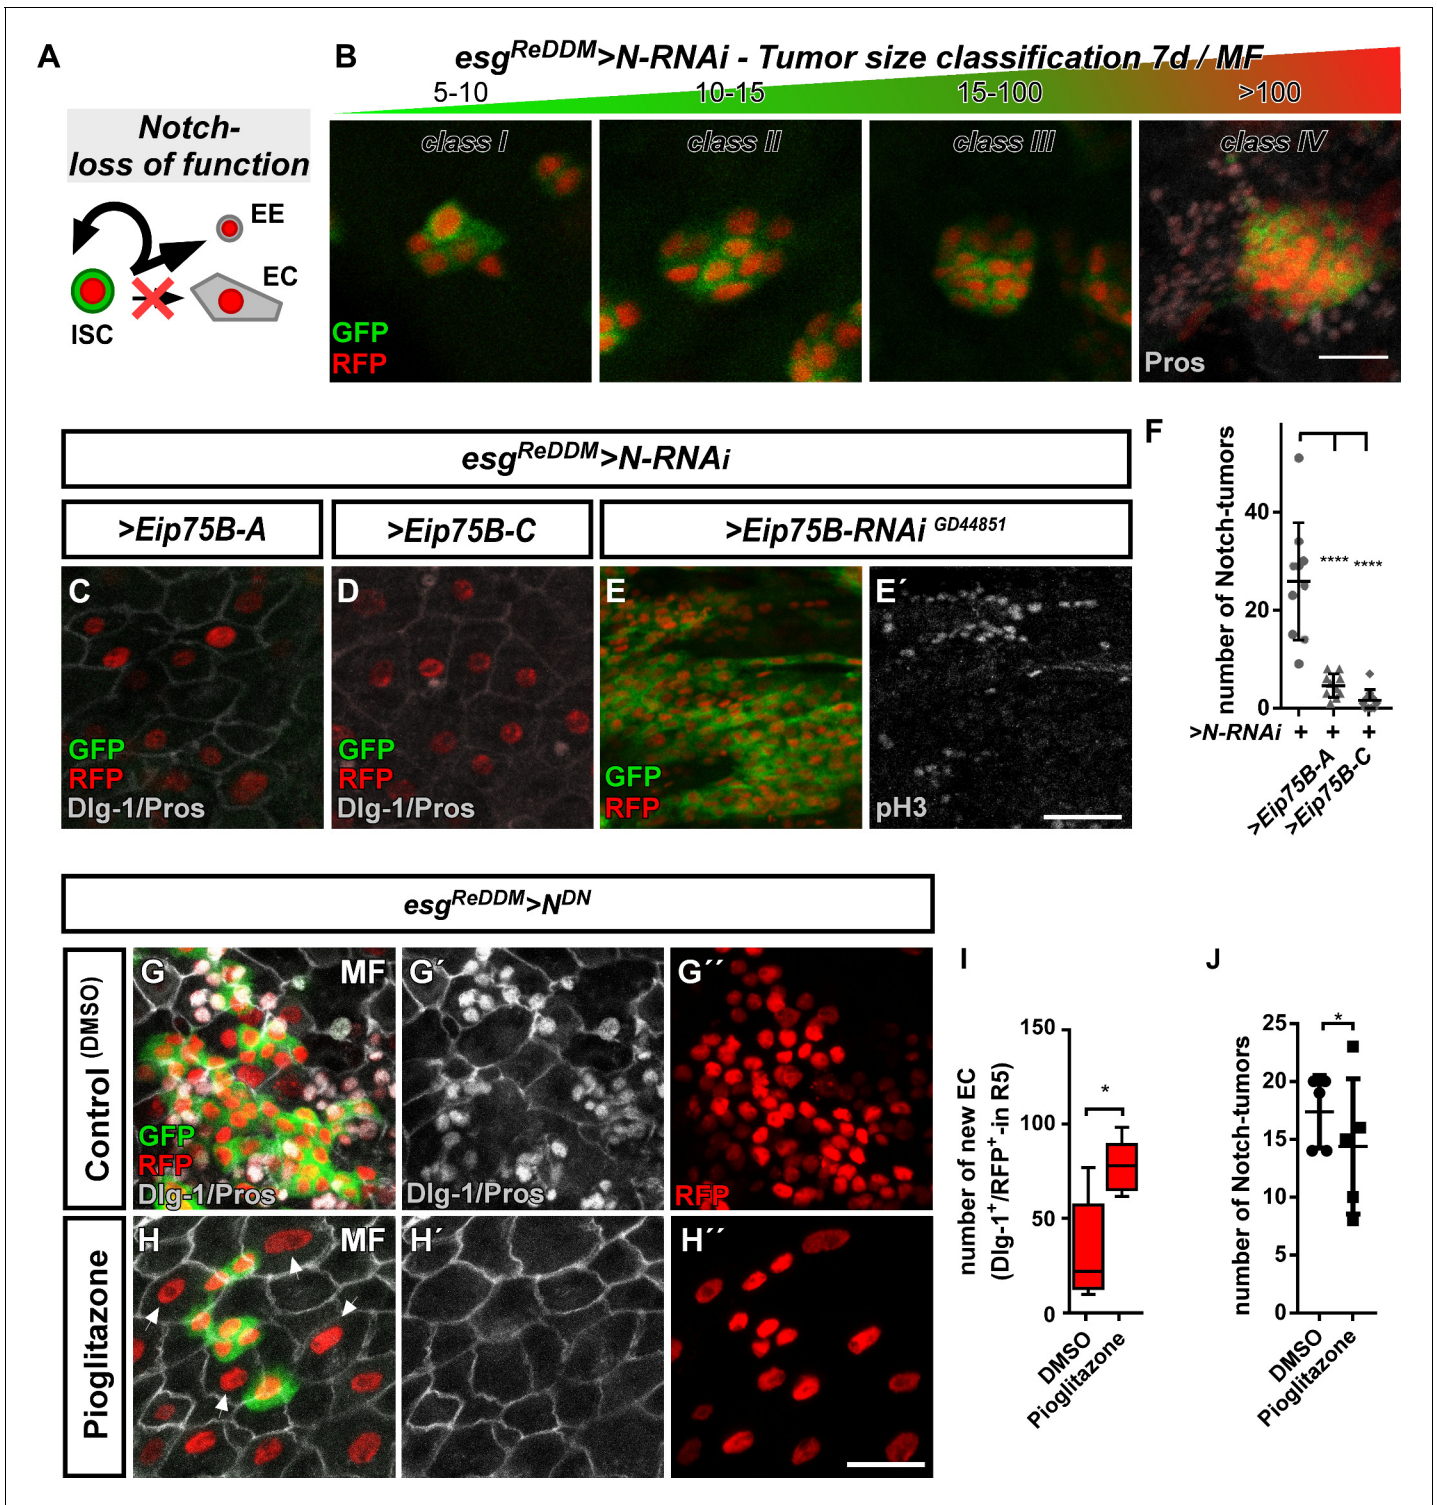 A
Notch-
loss of function
EE
EC
ISC
B
esgReDDM>N-RNAi - Tumor size classification 7d / MF
5-10 10-15 15-100 >100
class I class II class III class IV
GFP
RFP
Pros
esgReDDM>N-RNAi
>Eip75B-A >Eip75B-C >Eip75B-RNAi GD44851
C D E E´
GFP
RFP
Dlg-1/Pros
GFP
RFP
Dlg-1/Pros
GFP
RFP
pH3
F
number of Notch-tumors
40
20
0
**** ****
>N-RNAi + + +
>Eip75B-A
>Eip75B-C
esgReDDM>NDN
Control (DMSO)
G MF G´ G´´
GFP
RFP
Dlg-1/Pros
Dlg-1/Pros
RFP
Pioglitazone
H MF H´ H´´
I
number of new EC
(Dlg-1+/RFP+-in R5)
150
100
50
0
*
DMSO
Pioglitazone
J
number of Notch-tumors
25
20
15
10
5
0
*
DMSO
Pioglitazone